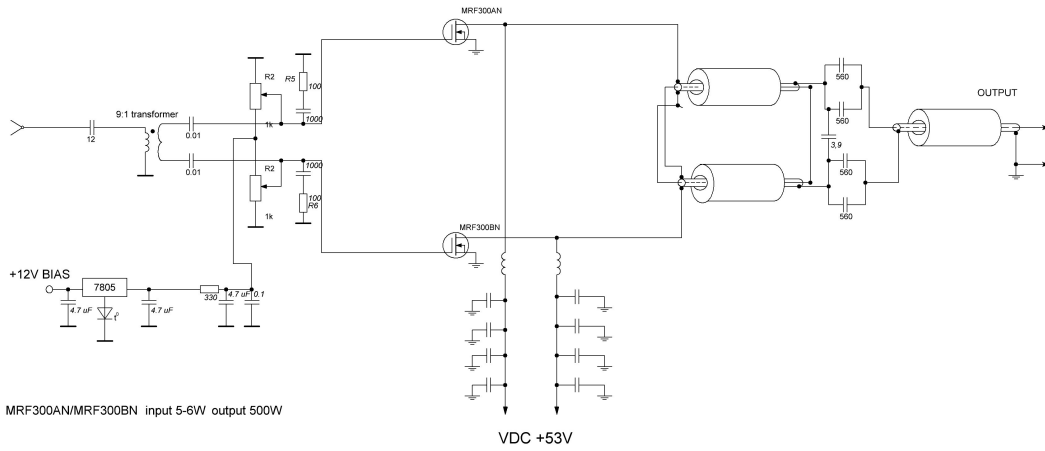 MRF300AN
R5
100
1000
R2
1k
9:1 transformer
12
0.01
0.01
R2
1k
1000
100
R6
MRF300BN
560
560
3,9
560
560
OUTPUT
+12V BIAS
7805
4.7 uF
t°
4.7 uF
330
4.7 uF
0.1
MRF300AN/MRF300BN input 5-6W output 500W
VDC +53V